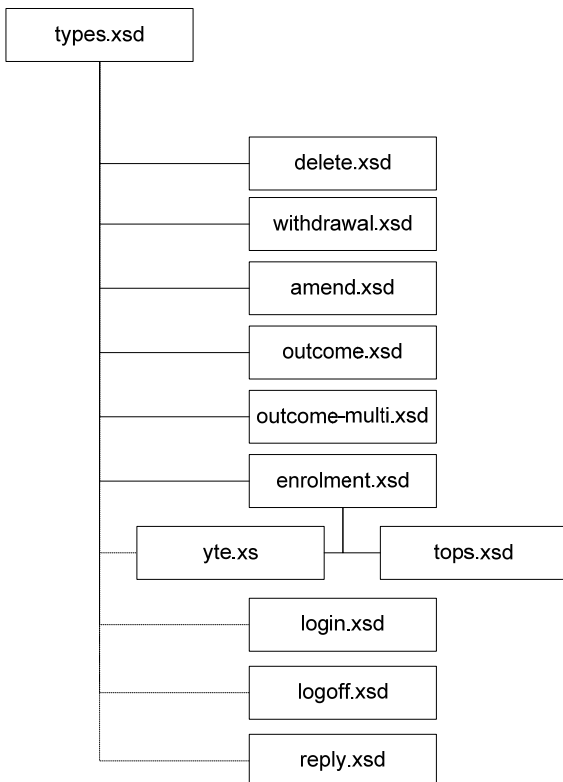 types.xsd
delete.xsd
withdrawal.xsd
amend.xsd
outcome.xsd
outcome-multi.xsd
enrolment.xsd
yte.xs
tops.xsd
login.xsd
logoff.xsd
reply.xsd